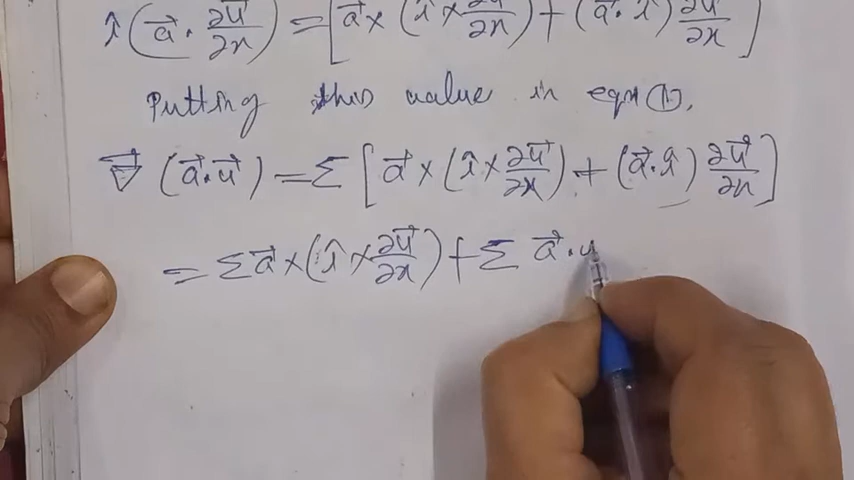 î(a⃗ · ∂u⃗/∂x) = [a⃗ × (î × ∂u⃗/∂x) + (a⃗ · î) ∂u⃗/∂x]
Putting this value in eqn (1).
∇⃗ (a⃗ · u⃗) = Σ [a⃗ × (î × ∂u⃗/∂x) + (a⃗ · î) ∂u⃗/∂x]
= Σ a⃗ × (î × ∂u⃗/∂x) + Σ a⃗ ·